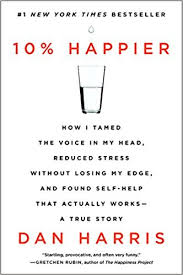 #1 NEW YORK TIMES BESTSELLER
10% HAPPIER
HOW I TAMED
THE VOICE IN MY HEAD,
REDUCED STRESS
WITHOUT LOSING MY EDGE,
AND FOUND SELF-HELP
THAT ACTUALLY WORKS—
A TRUE STORY
DAN HARRIS
"Startling, provocative, and often very funny."
—GRETCHEN RUBIN, author of The Happiness Project